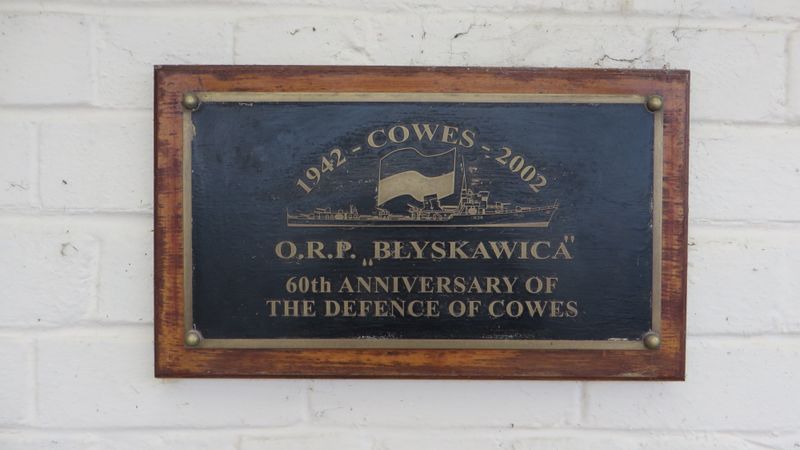 1942 - COWES - 2002
O.R.P. „BŁYSKAWICA"
60th ANNIVERSARY OF
THE DEFENCE OF COWES